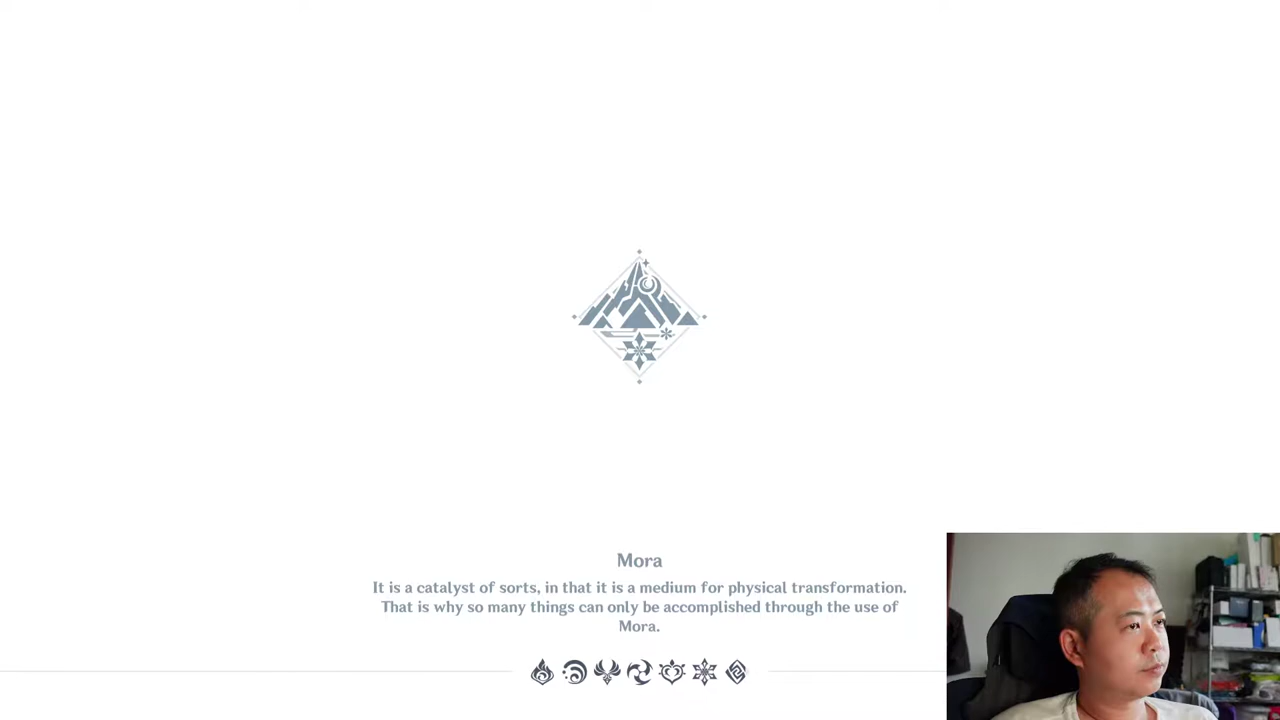 Mora
It is a catalyst of sorts, in that it is a medium for physical transformation.
That is why so many things can only be accomplished through the use of
Mora.